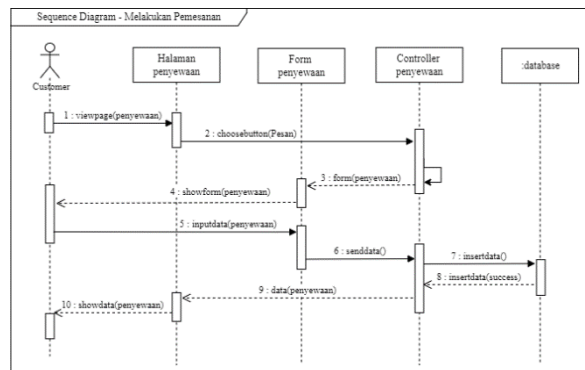 Sequence Diagram - Melakukan Pemesanan
Customer
Halaman
penyewaan
Form
penyewaan
Controller
penyewaan
:database
1 : viewpage(penyewaan)
2 : choosebutton(Pesan)
3 : form(penyewaan)
4 : showform(penyewaan)
5 : inputdata(penyewaan)
6 : senddata()
7 : insertdata()
8 : insertdata(success)
9 : data(penyewaan)
10 : showdata(penyewaan)